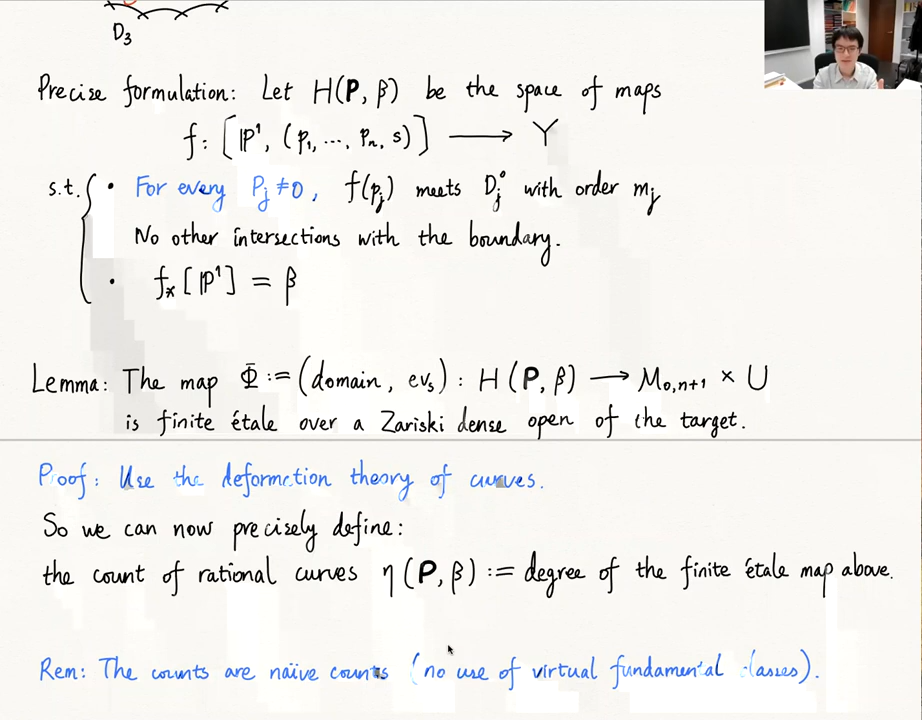 D₃
Precise formulation: Let H(𝐏, β) be the space of maps
f: [ℙ¹, (p₁, ..., pₙ, s)] ⟶ Y
s.t. { • For every Pⱼ ≠ 0, f(pⱼ) meets Dⱼ° with order mⱼ
No other intersections with the boundary.
• f_*[ℙ¹] = β
Lemma: The map Φ := (domain, evₛ) : H(𝐏, β) ⟶ M₀,ₙ₊₁ × U
is finite étale over a Zariski dense open of the target.
Proof: Use the deformation theory of curves.
So we can now precisely define:
the count of rational curves η(𝐏, β) := degree of the finite étale map above.
Rem: The counts are naïve counts (no use of virtual fundamental classes).